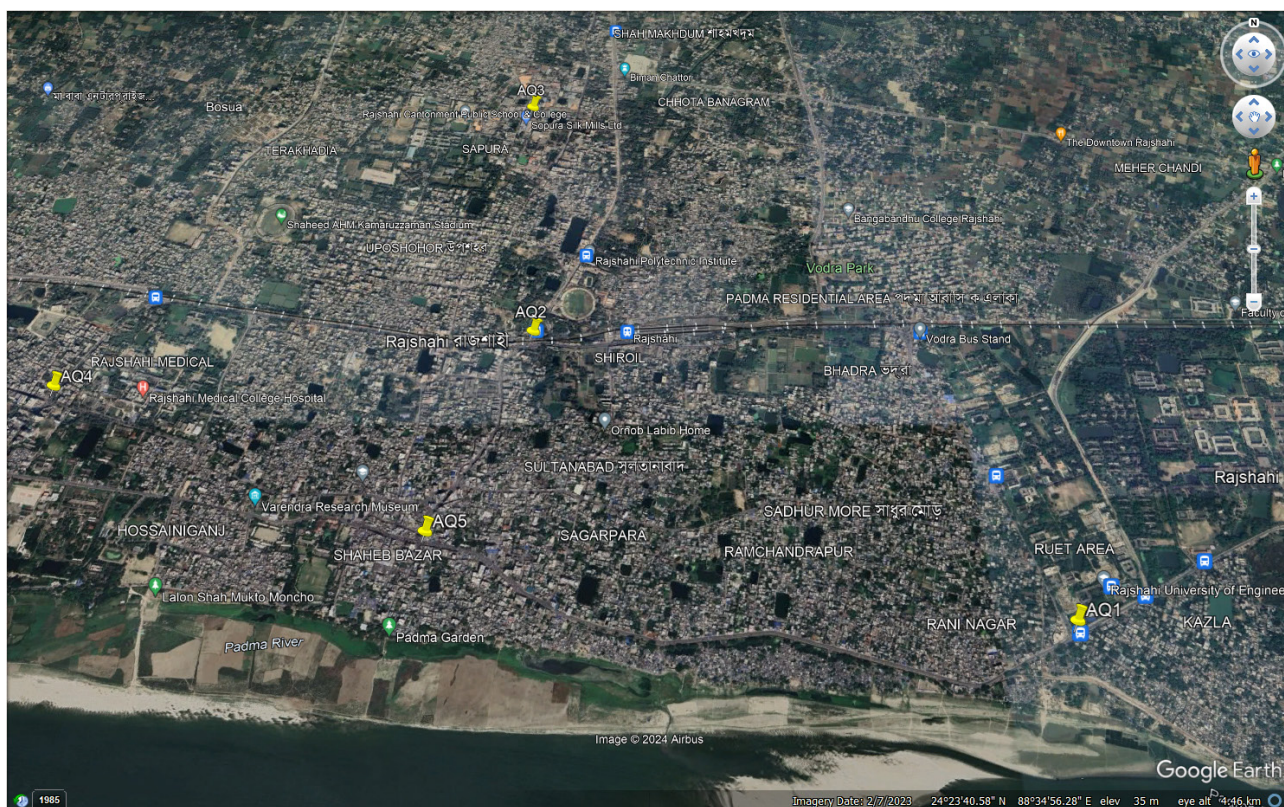 N
SHAH MAKHDUM শাহমখদুম
Biman Chattor
মা বাবা এন্টারপ্রাইজ...
Bosua
AQ3
CHHOTA BANAGRAM
Rajshahi Cantonment Public School & College
Sopura Silk Mills Ltd
TERAKHADIA
SAPURA
The Downtown Rajshahi
MEHER CHANDI
Shaheed AHM Kamaruzzaman Stadium
Bangabandhu College Rajshahi
UPOSHOHOR উপশহর
Rajshahi Polytechnic Institute
Vodra Park
PADMA RESIDENTIAL AREA পদ্মা আবাসিক এলাকা
AQ2
Faculty o
Rajshahi রাজশাহী
Rajshahi
Vodra Bus Stand
SHIROIL
RAJSHAHI MEDICAL
BHADRA ভদ্রা
AQ4
Rajshahi Medical College Hospital
Ornob Labib Home
SULTANABAD সুলতানাবাদ
Rajshahi
Varendra Research Museum
AQ5
SADHUR MORE সাধুর মোড়
HOSSAINIGANJ
SAGARPARA
SHAHEB BAZAR
RAMCHANDRAPUR
RUET AREA
Rajshahi University of Enginee
Lalon Shah Mukto Moncho
AQ1
Padma Garden
RANI NAGAR
KAZLA
Padma River
Image © 2024 Airbus
Google Earth
1985
Imagery Date: 2/7/2023 24°23'40.58" N 88°34'56.28" E elev 35 m eye alt 4.46 km